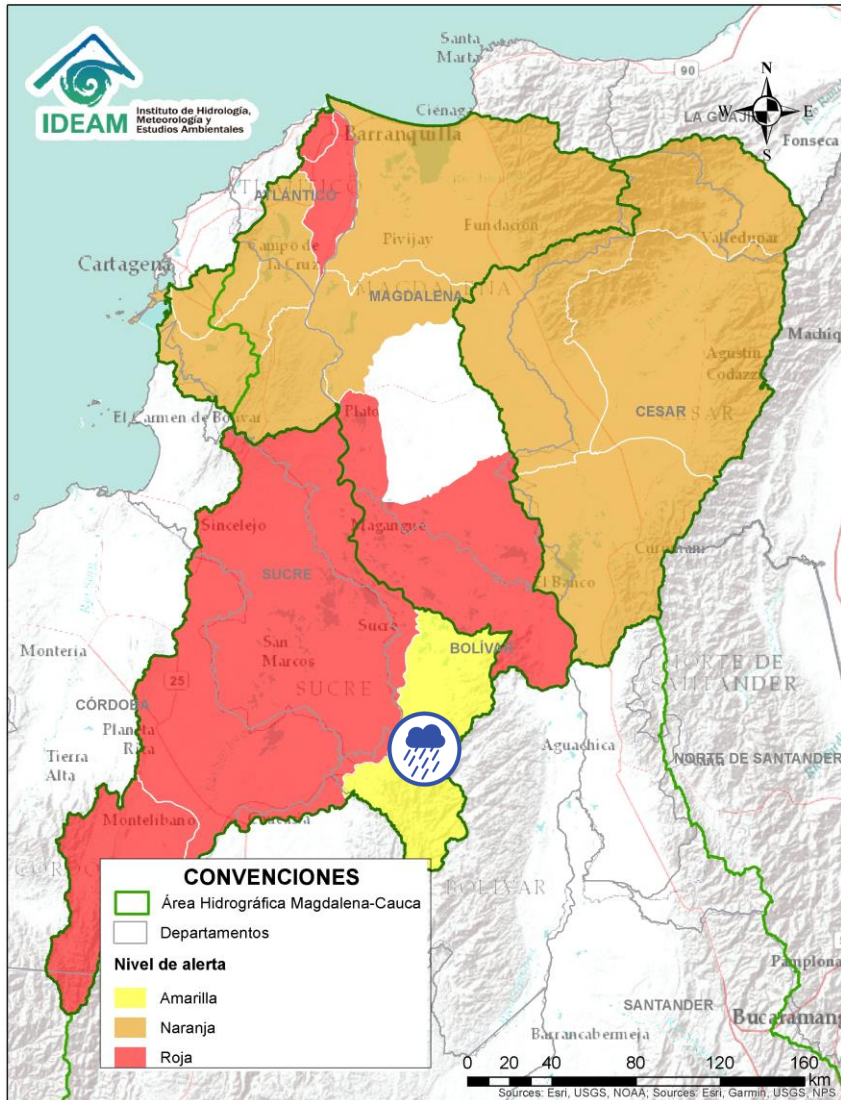 IDEAM
Instituto de Hidrología,
Meteorología y
Estudios Ambientales
Santa
Marta
Ciénaga
90
N
W
E
S
Fonseca
Barranquilla
ATLÁNTICO
Fundación
Campo de
la Cruz
Pivijay
Valledupar
Cartagena
MAGDALENA
MAGDALENA
Agustín
Codazzi
El Carmen de Bolívar
Plato
CESAR
CESAR
Sincelejo
Magangué
SUCRE
El Banco
Montería
Sucre
BOLÍVAR
San
Marcos
25
SUCRE
NORTE DE
SANTANDER
CÓRDOBA
Planeta
Rica
Tierra
Alta
Aguachica
NORTE DE SANTANDER
Montelíbano
BOLÍVAR
CONVENCIONES
Área Hidrográfica Magdalena-Cauca
Departamentos
Nivel de alerta
Amarilla
Naranja
Roja
Pamplona
SANTANDER
Barrancabermeja
0 20 40 80 120 160
km
Sources: Esri, USGS, NOAA; Sources: Esri, Garmin, USGS, NPS